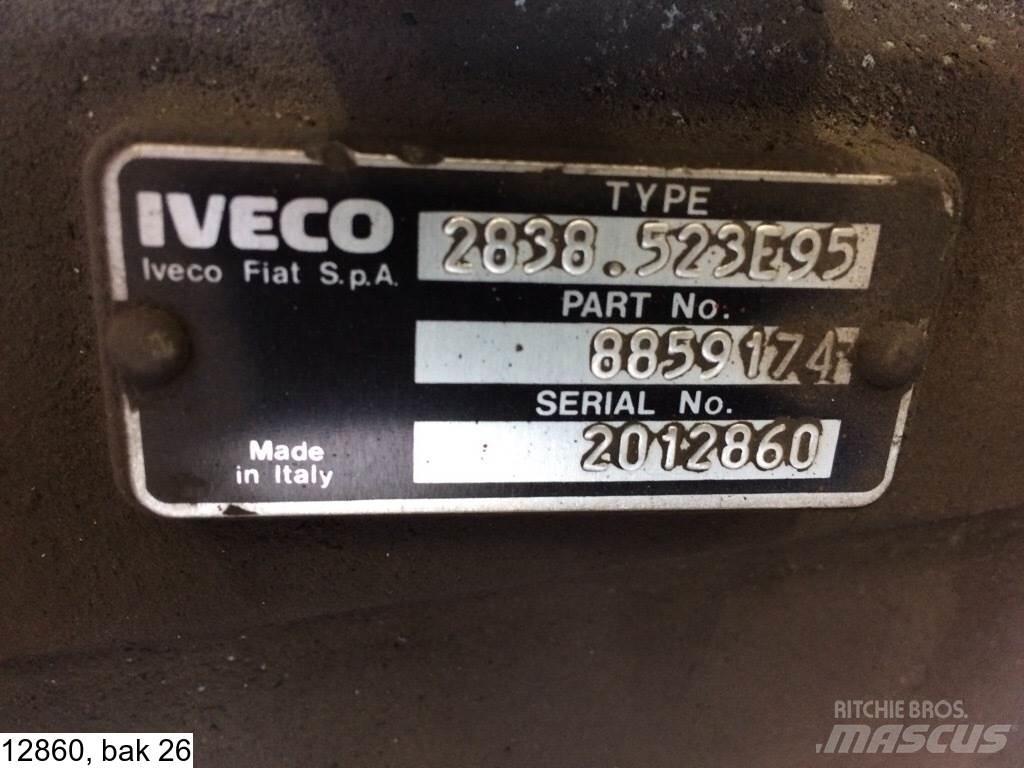 IVECO
Iveco Fiat S.p.A.
TYPE
2838.523E95
PART No.
8859174
SERIAL No.
2012860
Made
in Italy
12860, bak 26
RITCHIE BROS.
MASCUS